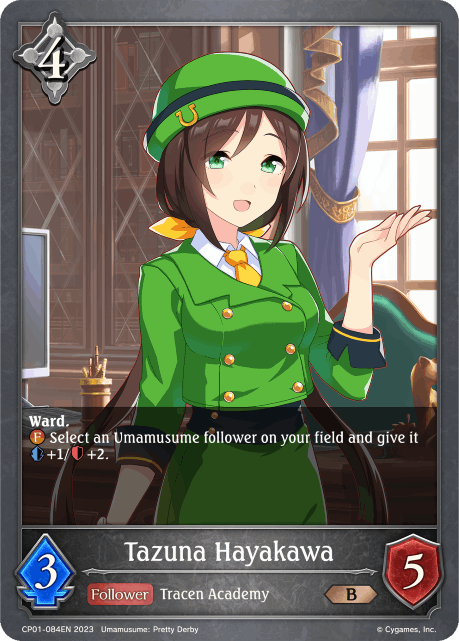 4
Ward.
F Select an Umamusume follower on your field and give it
+1/ +2.
Tazuna Hayakawa
3
Follower Tracen Academy
B
5
CP01-084EN 2023 Umamusume: Pretty Derby © Cygames, Inc.